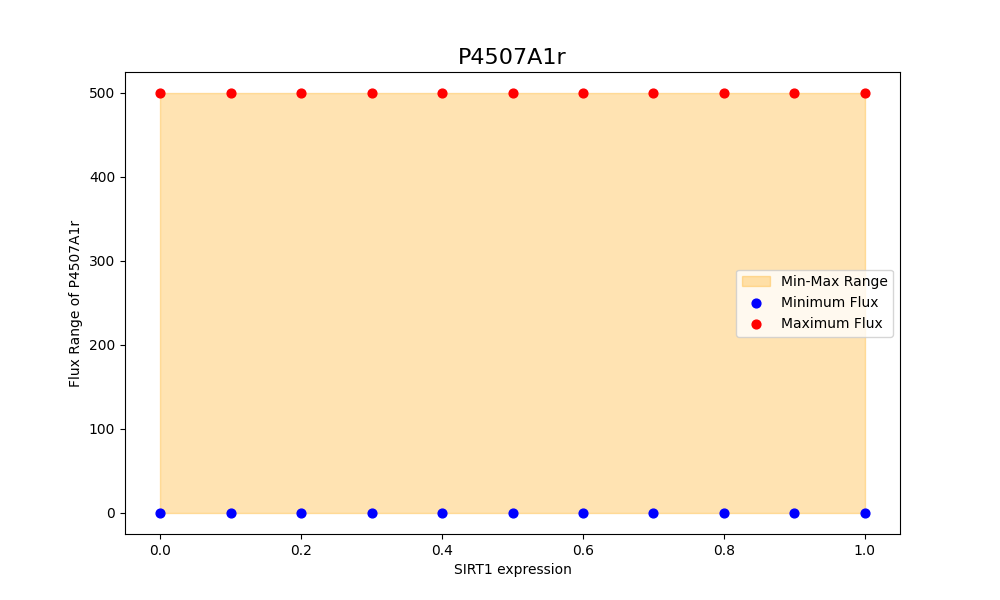 P4507A1r
Flux Range of P4507A1r
500
400
300
200
100
0
Min-Max Range
Minimum Flux
Maximum Flux
0.0 0.2 0.4 0.6 0.8 1.0
SIRT1 expression